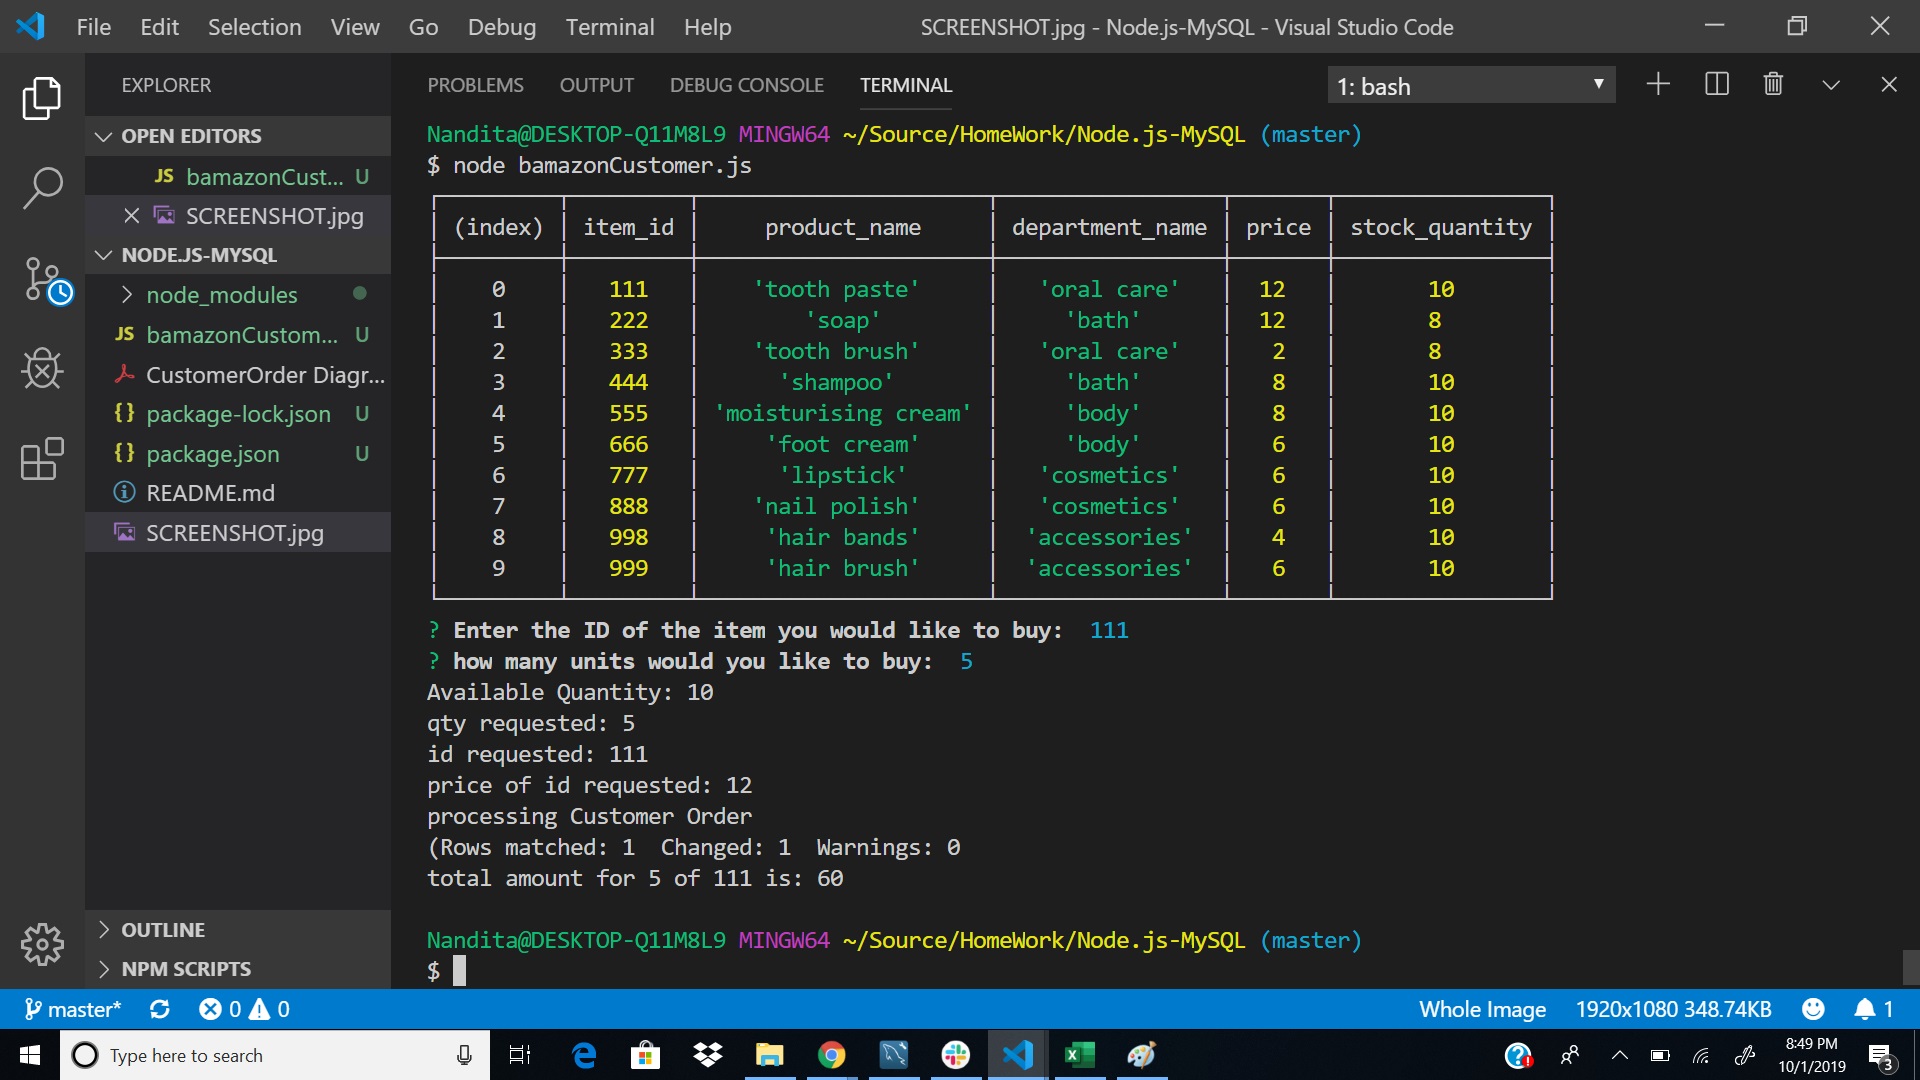 File Edit Selection View Go Debug Terminal Help SCREENSHOT.jpg - Node.js-MySQL - Visual Studio Code
EXPLORER
OPEN EDITORS
JS bamazonCust... U
SCREENSHOT.jpg
NODE.JS-MYSQL
node_modules
JS bamazonCustom... U
CustomerOrder Diagr...
{} package-lock.json U
{} package.json U
README.md
SCREENSHOT.jpg
OUTLINE
NPM SCRIPTS
PROBLEMS OUTPUT DEBUG CONSOLE TERMINAL 1: bash
Nandita@DESKTOP-Q11M8L9 MINGW64 ~/Source/HomeWork/Node.js-MySQL (master)
$ node bamazonCustomer.js
(index) item_id product_name department_name price stock_quantity
0 111 'tooth paste' 'oral care' 12 10
1 222 'soap' 'bath' 12 8
2 333 'tooth brush' 'oral care' 2 8
3 444 'shampoo' 'bath' 8 10
4 555 'moisturising cream' 'body' 8 10
5 666 'foot cream' 'body' 6 10
6 777 'lipstick' 'cosmetics' 6 10
7 888 'nail polish' 'cosmetics' 6 10
8 998 'hair bands' 'accessories' 4 10
9 999 'hair brush' 'accessories' 6 10
? Enter the ID of the item you would like to buy: 111
? how many units would you like to buy: 5
Available Quantity: 10
qty requested: 5
id requested: 111
price of id requested: 12
processing Customer Order
(Rows matched: 1 Changed: 1 Warnings: 0
total amount for 5 of 111 is: 60
Nandita@DESKTOP-Q11M8L9 MINGW64 ~/Source/HomeWork/Node.js-MySQL (master)
$
master* 0 0 Whole Image 1920x1080 348.74KB 1
Type here to search
8:49 PM
10/1/2019
3